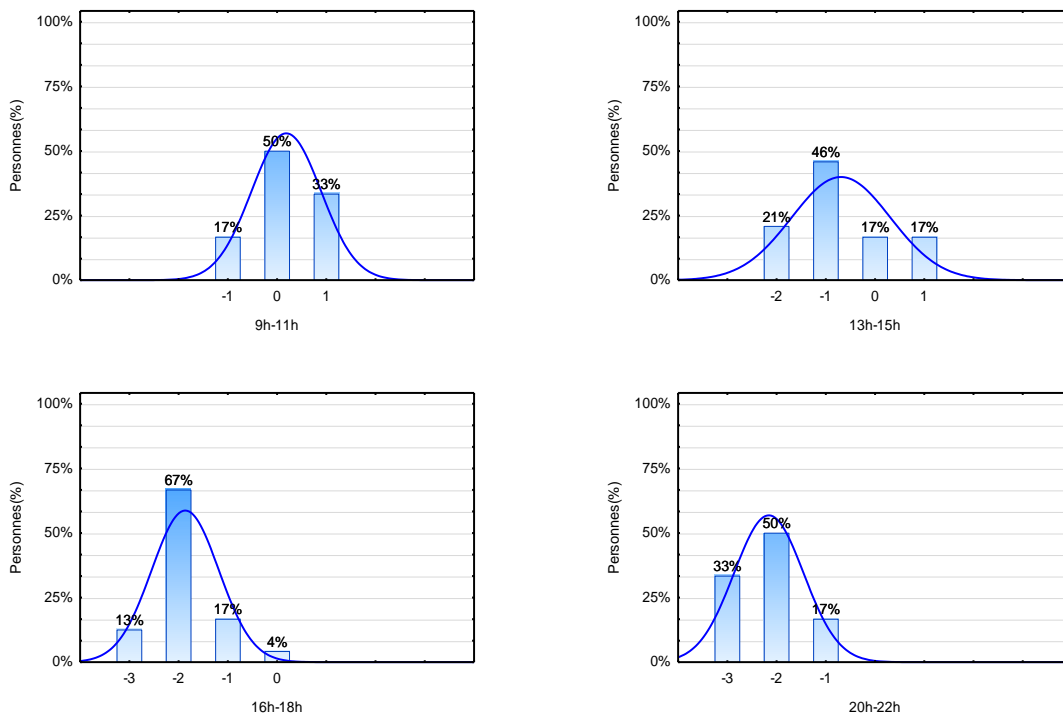 100%
75%
50%
25%
0%
Personnes(%)
17%
50%
33%
-1 0 1
9h-11h
100%
75%
50%
25%
0%
Personnes(%)
21%
46%
17%
17%
-2 -1 0 1
13h-15h
100%
75%
50%
25%
0%
Personnes(%)
13%
67%
17%
4%
-3 -2 -1 0
16h-18h
100%
75%
50%
25%
0%
Personnes(%)
33%
50%
17%
-3 -2 -1
20h-22h